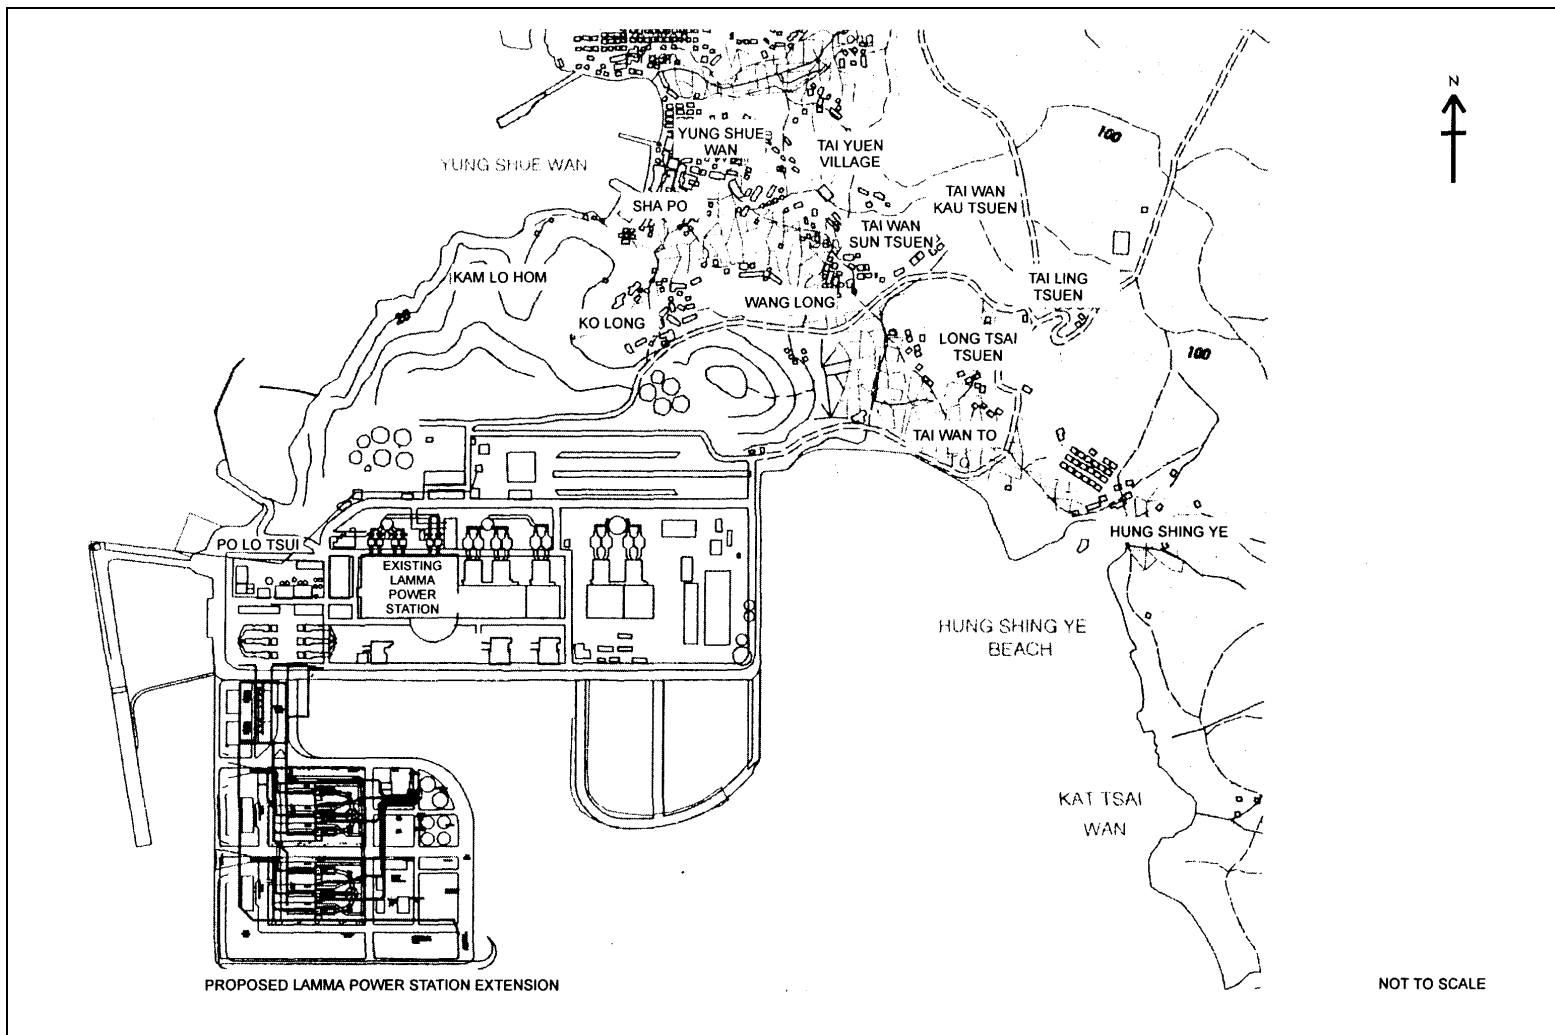 N
100
YUNG SHUE
WAN
TAI YUEN
VILLAGE
YUNG SHUE WAN
TAI WAN
KAU TSUEN
SHA PO
TAI WAN
SUN TSUEN
KAM LO HOM
TAI LING
TSUEN
WANG LONG
KO LONG
LONG TSAI
TSUEN
100
TAI WAN TO
HUNG SHING YE
PO LO TSUI
EXISTING
LAMMA
POWER
STATION
HUNG SHING YE
BEACH
KAT TSAI
WAN
PROPOSED LAMMA POWER STATION EXTENSION
NOT TO SCALE